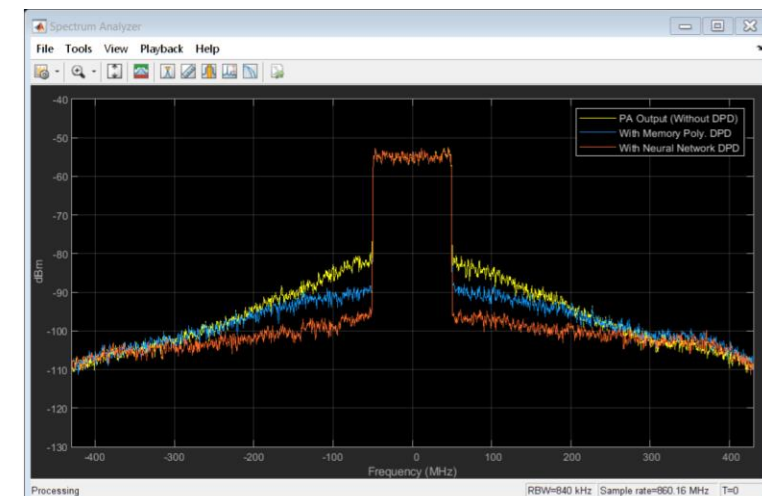 Spectrum Analyzer
File Tools View Playback Help
-40
-50
-60
-70
-80
-90
-100
-110
-120
-130
dBm
PA Output (Without DPD)
With Memory Poly. DPD
With Neural Network DPD
-400 -300 -200 -100 0 100 200 300 400
Frequency (MHz)
Processing RBW=840 kHz Sample rate=860.16 MHz T=0